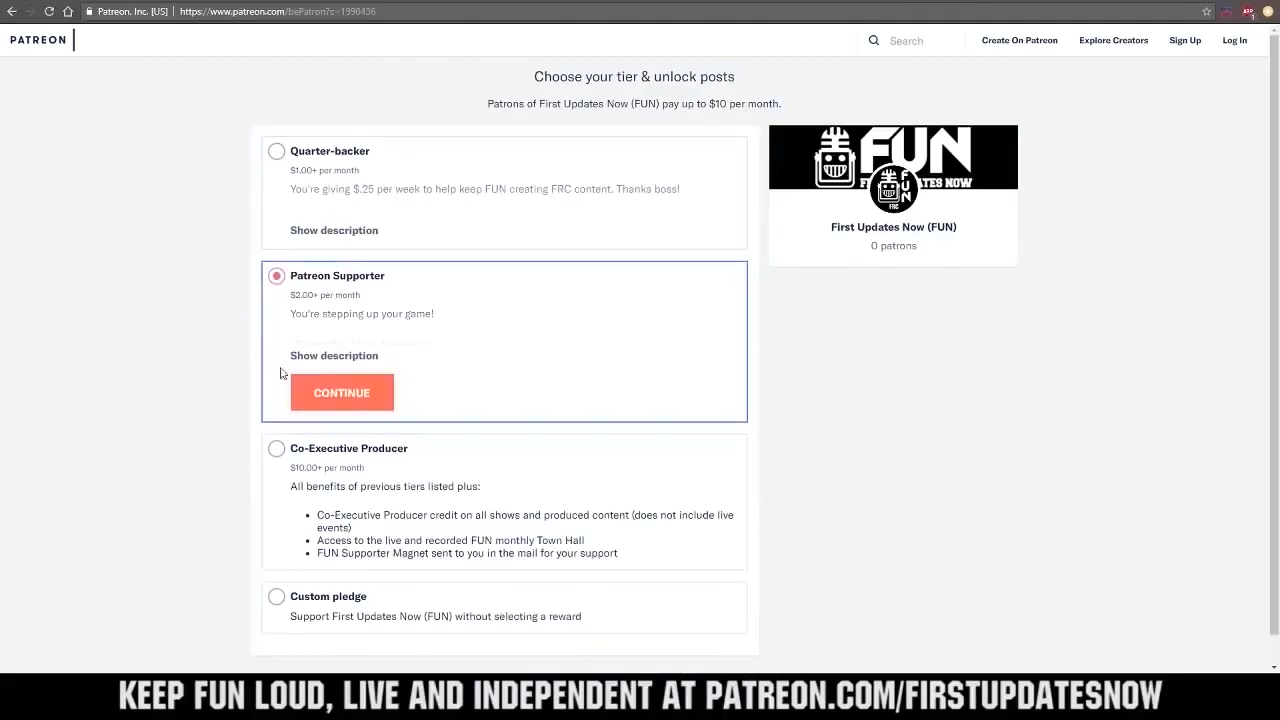 Patreon, Inc. [US] | https://www.patreon.com/bePatron?c=1990436
PATREON
Search
Create On Patreon
Explore Creators
Sign Up
Log In
Choose your tier & unlock posts
Patrons of First Updates Now (FUN) pay up to $10 per month.
Quarter-backer
$1.00+ per month
You're giving $.25 per week to help keep FUN creating FRC content. Thanks boss!
Show description
Patreon Supporter
$2.00+ per month
You're stepping up your game!
Show description
CONTINUE
Co-Executive Producer
$10.00+ per month
All benefits of previous tiers listed plus:
• Co-Executive Producer credit on all shows and produced content (does not include live
events)
• Access to the live and recorded FUN monthly Town Hall
• FUN Supporter Magnet sent to you in the mail for your support
Custom pledge
Support First Updates Now (FUN) without selecting a reward
FUN
FUN
FRC
First Updates Now (FUN)
0 patrons
KEEP FUN LOUD, LIVE AND INDEPENDENT AT PATREON.COM/FIRSTUPDATESNOW